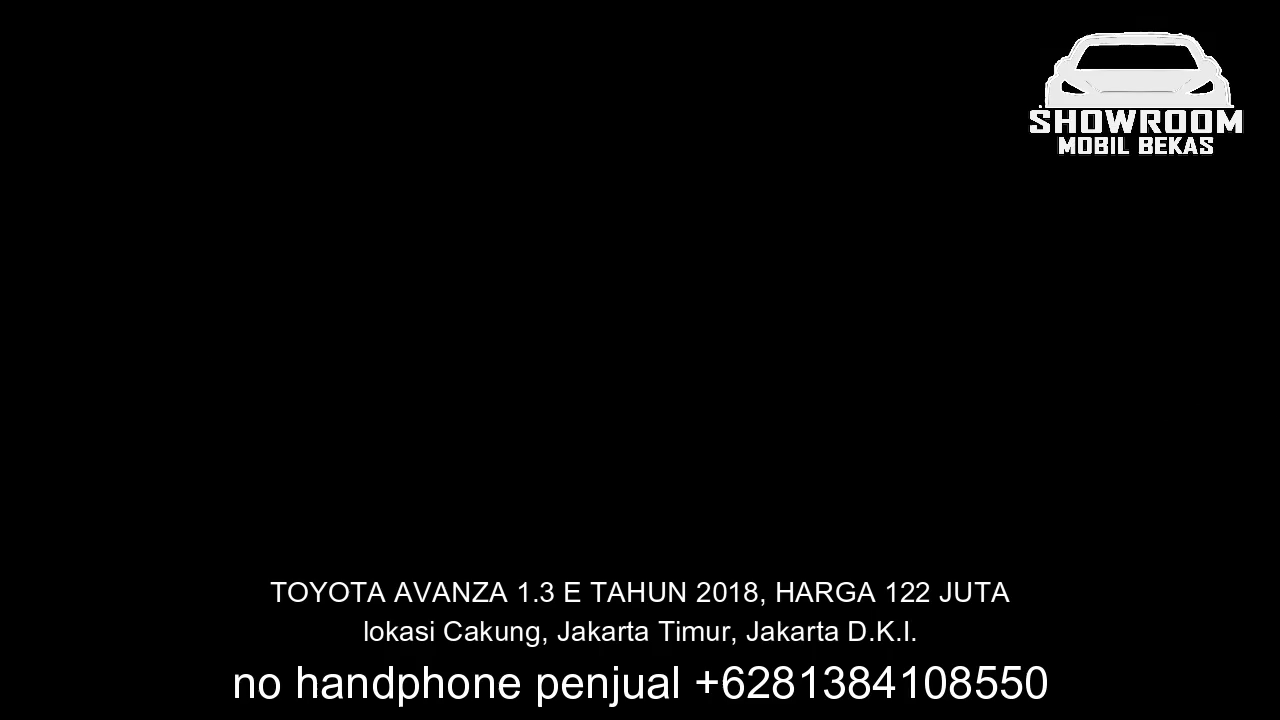 SHOWROOM
MOBIL BEKAS
TOYOTA AVANZA 1.3 E TAHUN 2018, HARGA 122 JUTA
lokasi Cakung, Jakarta Timur, Jakarta D.K.I.
no handphone penjual +6281384108550